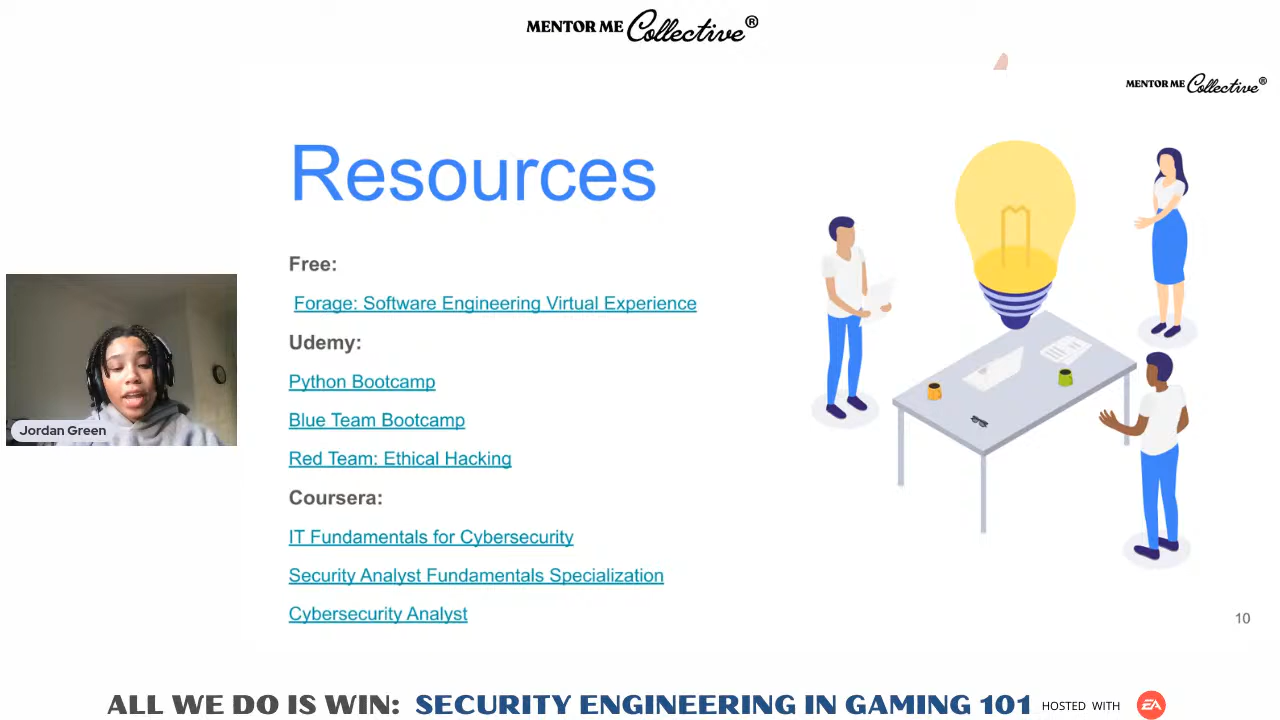 MENTOR ME Collective®
MENTOR ME Collective®
Resources
Free:
Forage: Software Engineering Virtual Experience
Udemy:
Python Bootcamp
Blue Team Bootcamp
Red Team: Ethical Hacking
Coursera:
IT Fundamentals for Cybersecurity
Security Analyst Fundamentals Specialization
Cybersecurity Analyst
Jordan Green
10
ALL WE DO IS WIN: SECURITY ENGINEERING IN GAMING 101 HOSTED WITH EA